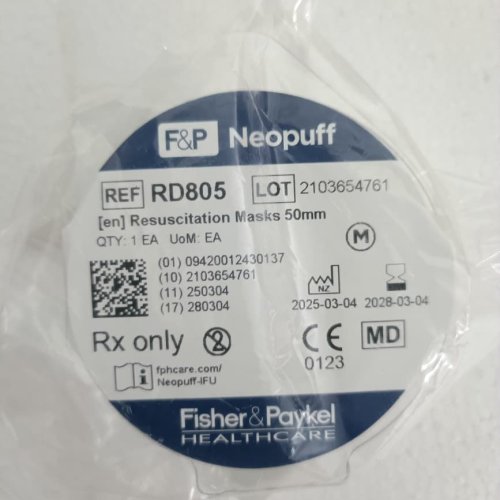 F&P Neopuff
REF RD805 LOT 2103654761
[en] Resuscitation Masks 50mm
QTY: 1 EA UoM: EA
M
(01) 09420012430137
(10) 2103654761
(11) 250304
(17) 280304
NZ
2025-03-04 2028-03-04
Rx only 2 CE MD
0123
i fphcare.com/
Neopuff-IFU
Fisher&Paykel
HEALTHCARE